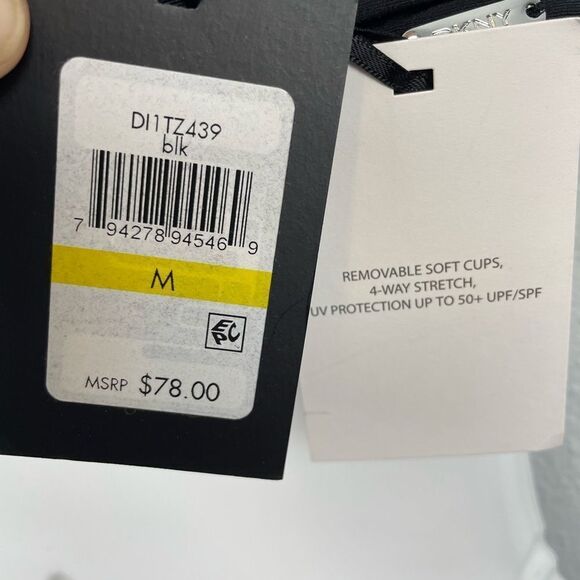 DI1TZ439
blk
7 94278 94546 9
M
EPC
MSRP $78.00
DKNY
REMOVABLE SOFT CUPS,
4-WAY STRETCH,
UV PROTECTION UP TO 50+ UPF/SPF